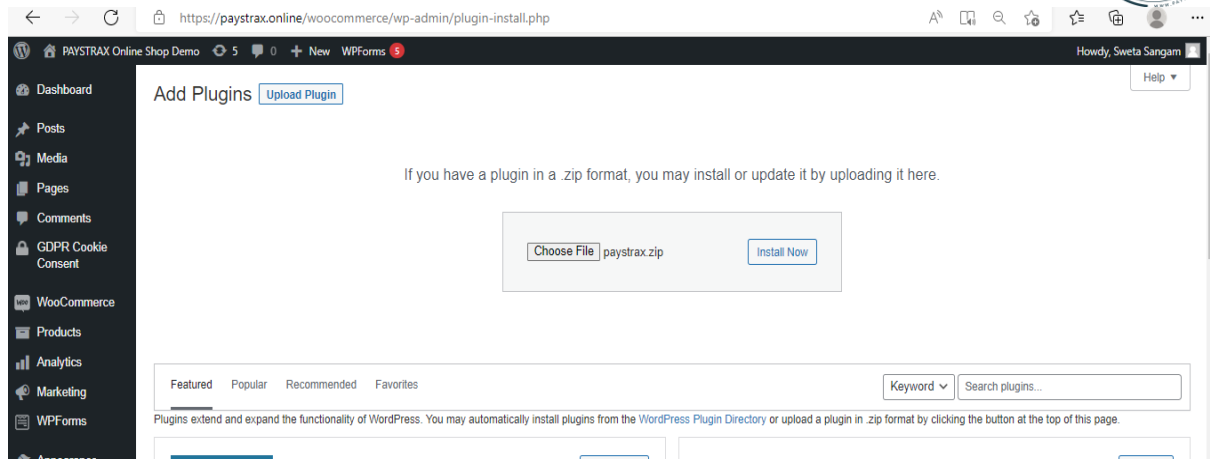 https://paystrax.online/woocommerce/wp-admin/plugin-install.php
PAYSTRAX Online Shop Demo 5 0 + New WPForms 5 Howdy, Sweta Sangam
Help ▼
Dashboard
Posts
Media
Pages
Comments
GDPR Cookie
Consent
WooCommerce
Products
Analytics
Marketing
WPForms
Appearance
Add Plugins Upload Plugin
If you have a plugin in a .zip format, you may install or update it by uploading it here.
Choose File paystrax.zip Install Now
Featured Popular Recommended Favorites Keyword Search plugins...
Plugins extend and expand the functionality of WordPress. You may automatically install plugins from the WordPress Plugin Directory or upload a plugin in .zip format by clicking the button at the top of this page.